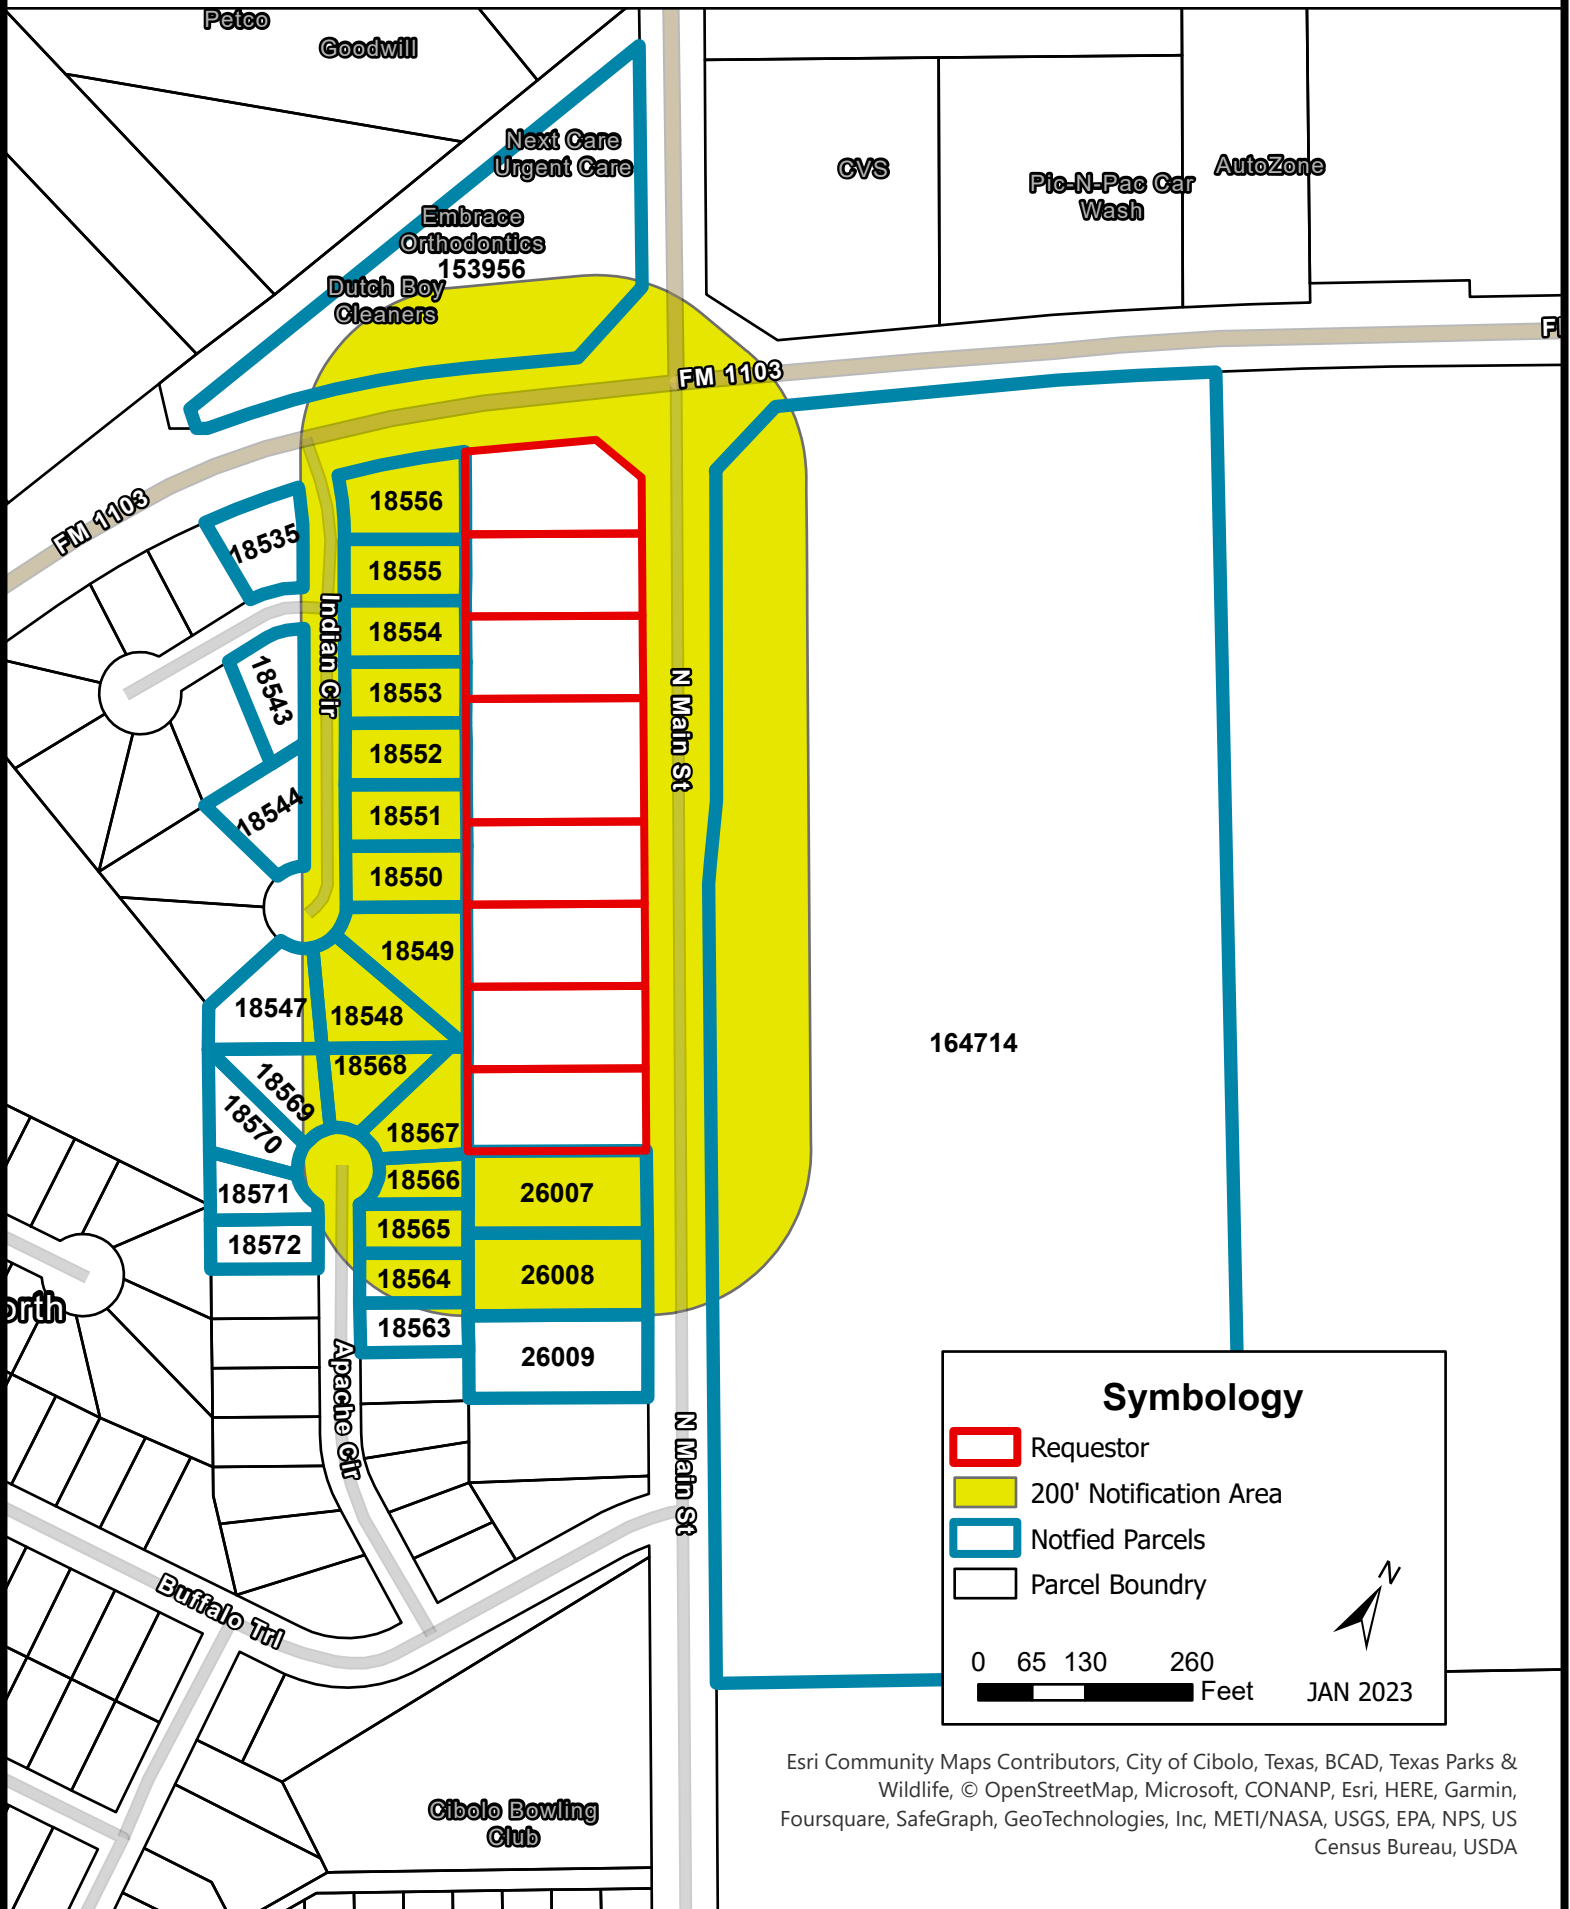 Petco
Goodwill
Next Care
Urgent Care
Embrace
Orthodontics
153956
Dutch Boy
Cleaners
CVS
Pic-N-Pac Car
Wash
AutoZone
FM 1103
FM 1103
18556
18535
18555
Indian Cir
18554
18543
18553
N Main St
18552
18544
18551
18550
18549
18547
18548
164714
18568
18569
18570
18567
18566
18571
26007
18565
18572
18564
26008
orth
18563
26009
Apache Cir
N Main St
Buffalo Trl
Cibolo Bowling
Club
Symbology
Requestor
200' Notification Area
Notfied Parcels
Parcel Boundry
N
0 65 130 260
Feet
JAN 2023
Esri Community Maps Contributors, City of Cibolo, Texas, BCAD, Texas Parks &
Wildlife, © OpenStreetMap, Microsoft, CONANP, Esri, HERE, Garmin,
Foursquare, SafeGraph, GeoTechnologies, Inc, METI/NASA, USGS, EPA, NPS, US
Census Bureau, USDA